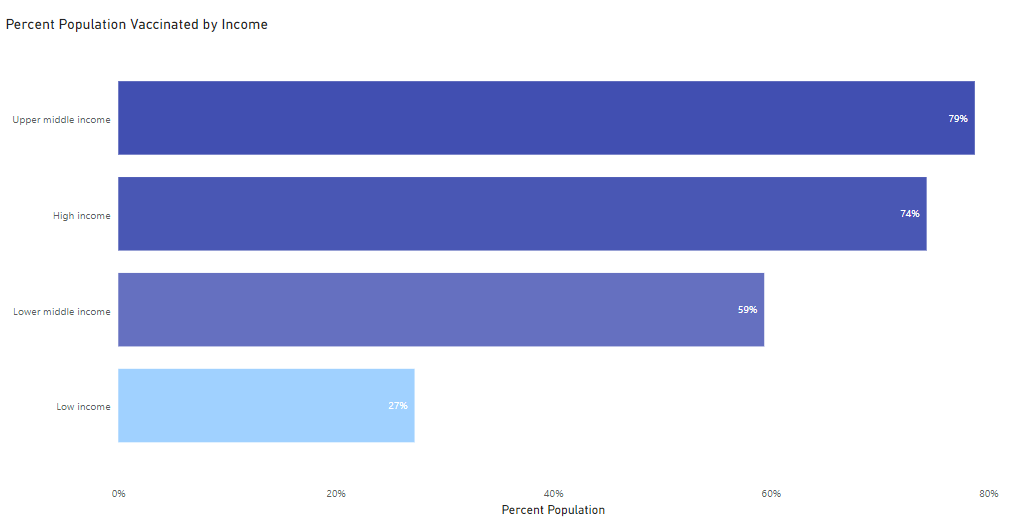 Percent Population Vaccinated by Income
Upper middle income
79%
High income
74%
Lower middle income
59%
Low income
27%
0% 20% 40% 60% 80%
Percent Population